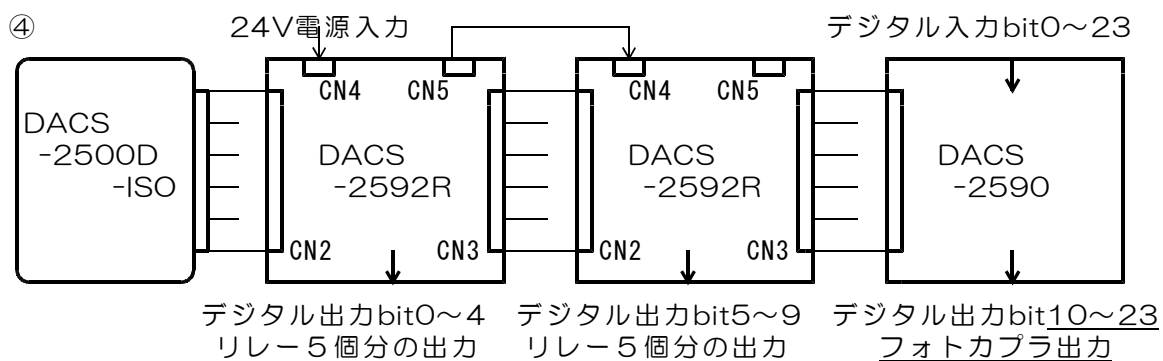 ④
24V電源入力
デジタル入力bit0～23
CN4
CN5
CN4
CN5
DACS
-2500D
-ISO
DACS
-2592R
DACS
-2592R
DACS
-2590
CN2
CN3
CN2
CN3
デジタル出力bit0～4
リレー5個分の出力
デジタル出力bit5～9
リレー5個分の出力
デジタル出力bit10～23
フォトカプラ出力